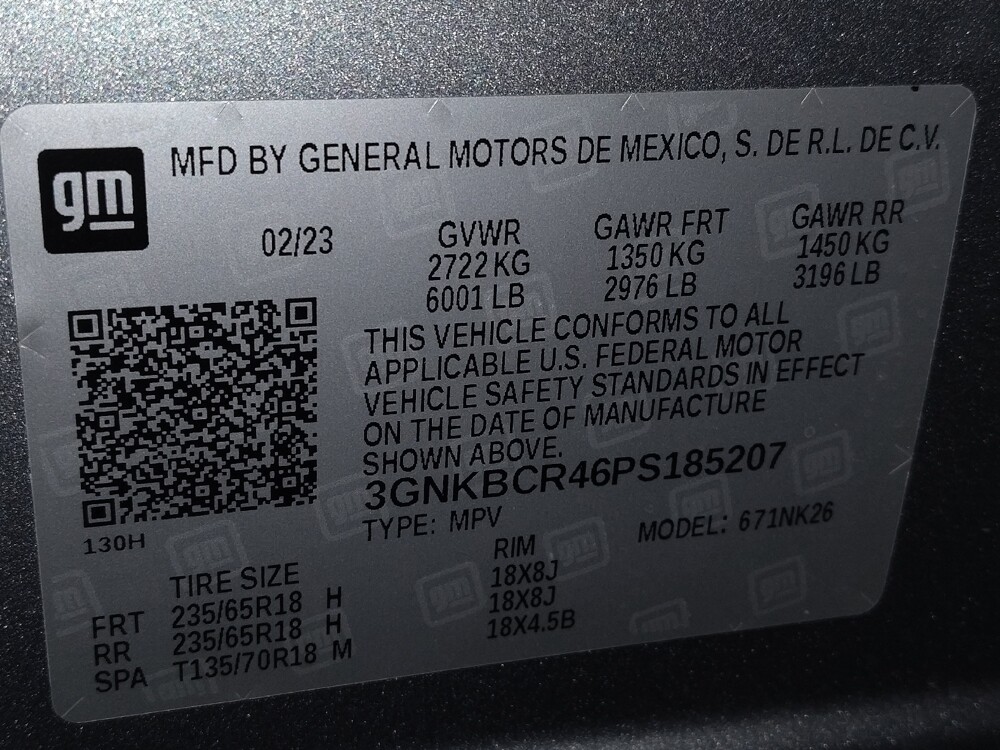 gm
MFD BY GENERAL MOTORS DE MEXICO, S. DE R.L. DE C.V.
02/23 GVWR GAWR FRT GAWR RR
2722 KG 1350 KG 1450 KG
6001 LB 2976 LB 3196 LB
THIS VEHICLE CONFORMS TO ALL
APPLICABLE U.S. FEDERAL MOTOR
VEHICLE SAFETY STANDARDS IN EFFECT
ON THE DATE OF MANUFACTURE
SHOWN ABOVE.
3GNKBCR46PS185207
TYPE: MPV MODEL: 671NK26
130H
TIRE SIZE RIM
FRT 235/65R18 H 18X8J
RR 235/65R18 H 18X8J
SPA T135/70R18 M 18X4.5B